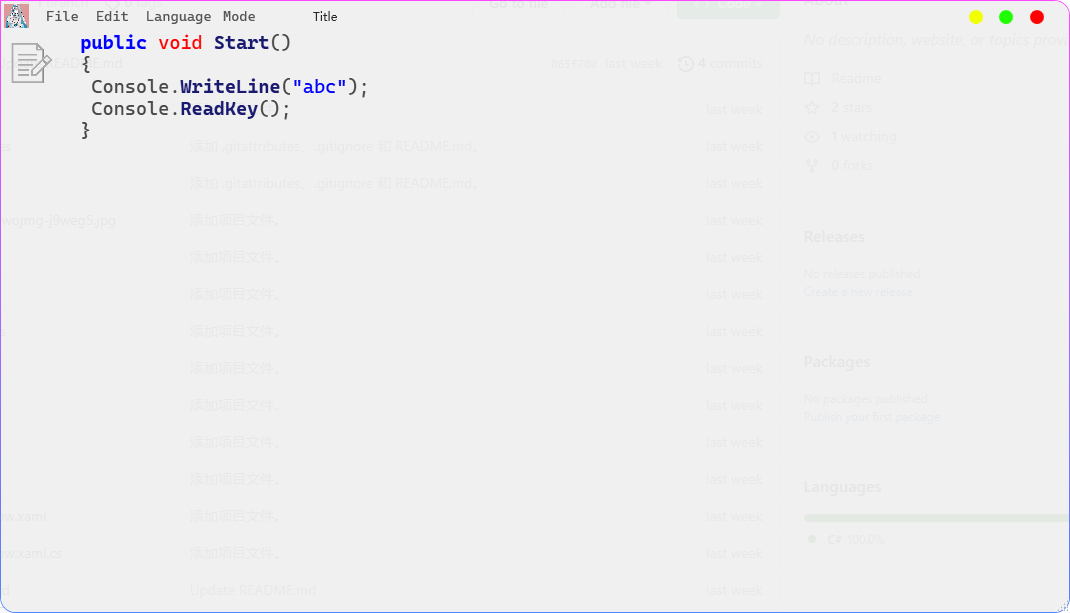 File Edit Language Mode Title
Go to file Add file
About
public void Start()
No description, website, or topics provi
{
README.md last week 4 commits
Readme
Console.WriteLine("abc");
last week 2 stars
Console.ReadKey();
}
1 watching
es 添加 .gitattributes、.gitignore 和 README.md。 last week
0 forks
添加 .gitattributes、.gitignore 和 README.md。 last week
wojmg-j9weg5.jpg 添加项目文件。 last week
Releases
添加项目文件。 last week
No releases published
Create a new release
添加项目文件。 last week
添加项目文件。 last week
Packages
添加项目文件。 last week
No packages published
Publish your first package
添加项目文件。 last week
添加项目文件。 last week
Languages
添加项目文件。 last week
ow.xaml 添加项目文件。 last week
C# 100.0%
ow.xaml.cs 添加项目文件。 last week
d Update README.md last week